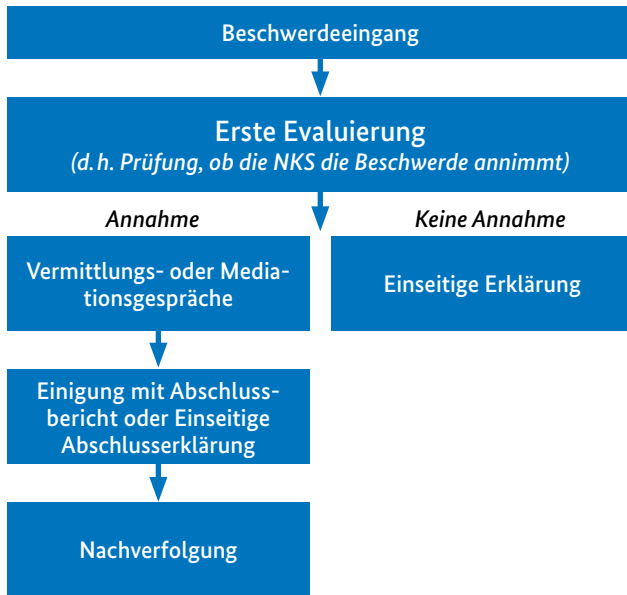 Beschwerdeeingang
Erste Evaluierung
(d. h. Prüfung, ob die NKS die Beschwerde annimmt)
Annahme
Keine Annahme
Vermittlungs- oder Media-
tionsgespräche
Einseitige Erklärung
Einigung mit Abschluss-
bericht oder Einseitige
Abschlusserklärung
Nachverfolgung